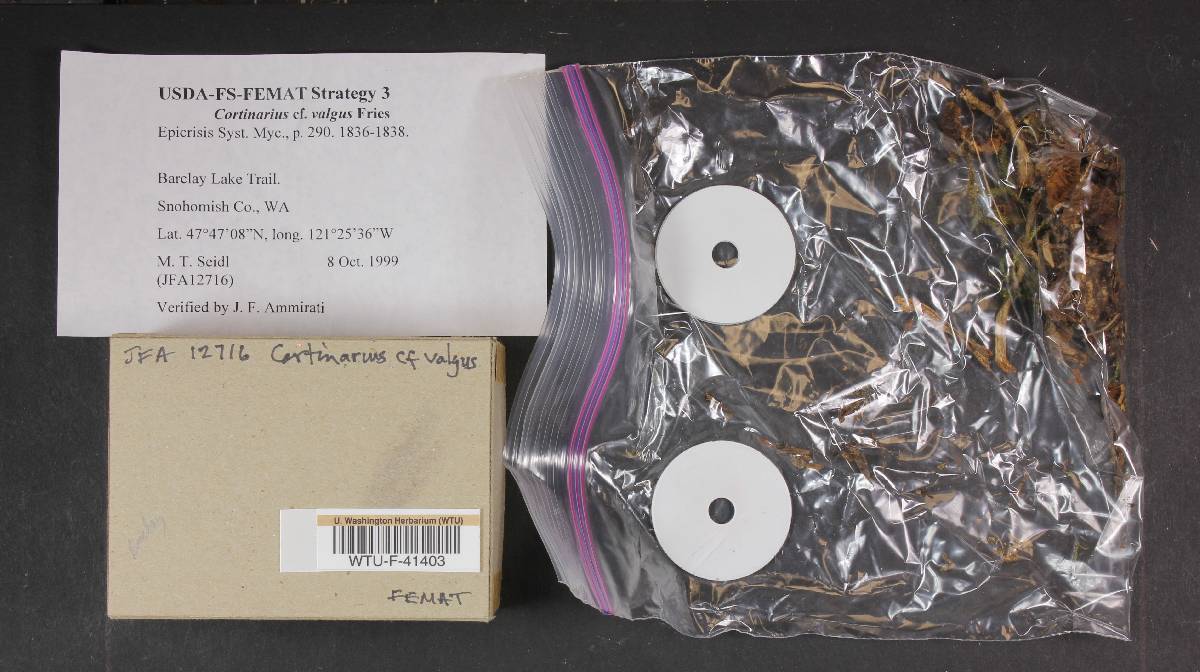 USDA-FS-FEMAT Strategy 3
Cortinarius cf. valgus Fries
Epicrisis Syst. Myc., p. 290. 1836-1838.
Barclay Lake Trail.
Snohomish Co., WA
Lat. 47°47’08”N, long. 121°25’36”W
M. T. Seidl 8 Oct. 1999
(JFA12716)
Verified by J. F. Ammirati
JFA 12716 Cortinarius cf valgus
U. Washington Herbarium (WTU)
WTU-F-41403
FEMAT